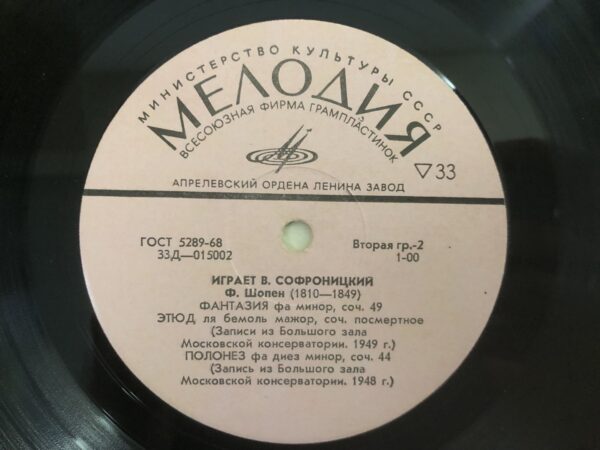 МИНИСТЕРСТВО КУЛЬТУРЫ СССР
МЕЛОДИЯ
ВСЕСОЮЗНАЯ ФИРМА ГРАМПЛАСТИНОК
▽33
АПРЕЛЕВСКИЙ ОРДЕНА ЛЕНИНА ЗАВОД
ГОСТ 5289-68 Вторая гр.-2
33Д—015002 1-00
ИГРАЕТ В. СОФРОНИЦКИЙ
Ф. Шопен (1810—1849)
ФАНТАЗИЯ фа минор, соч. 49
ЭТЮД ля бемоль мажор, соч. посмертное
(Записи из Большого зала
Московской консерватории. 1949 г.)
ПОЛОНЕЗ фа диез минор, соч. 44
(Запись из Большого зала
Московской консерватории. 1948 г.)